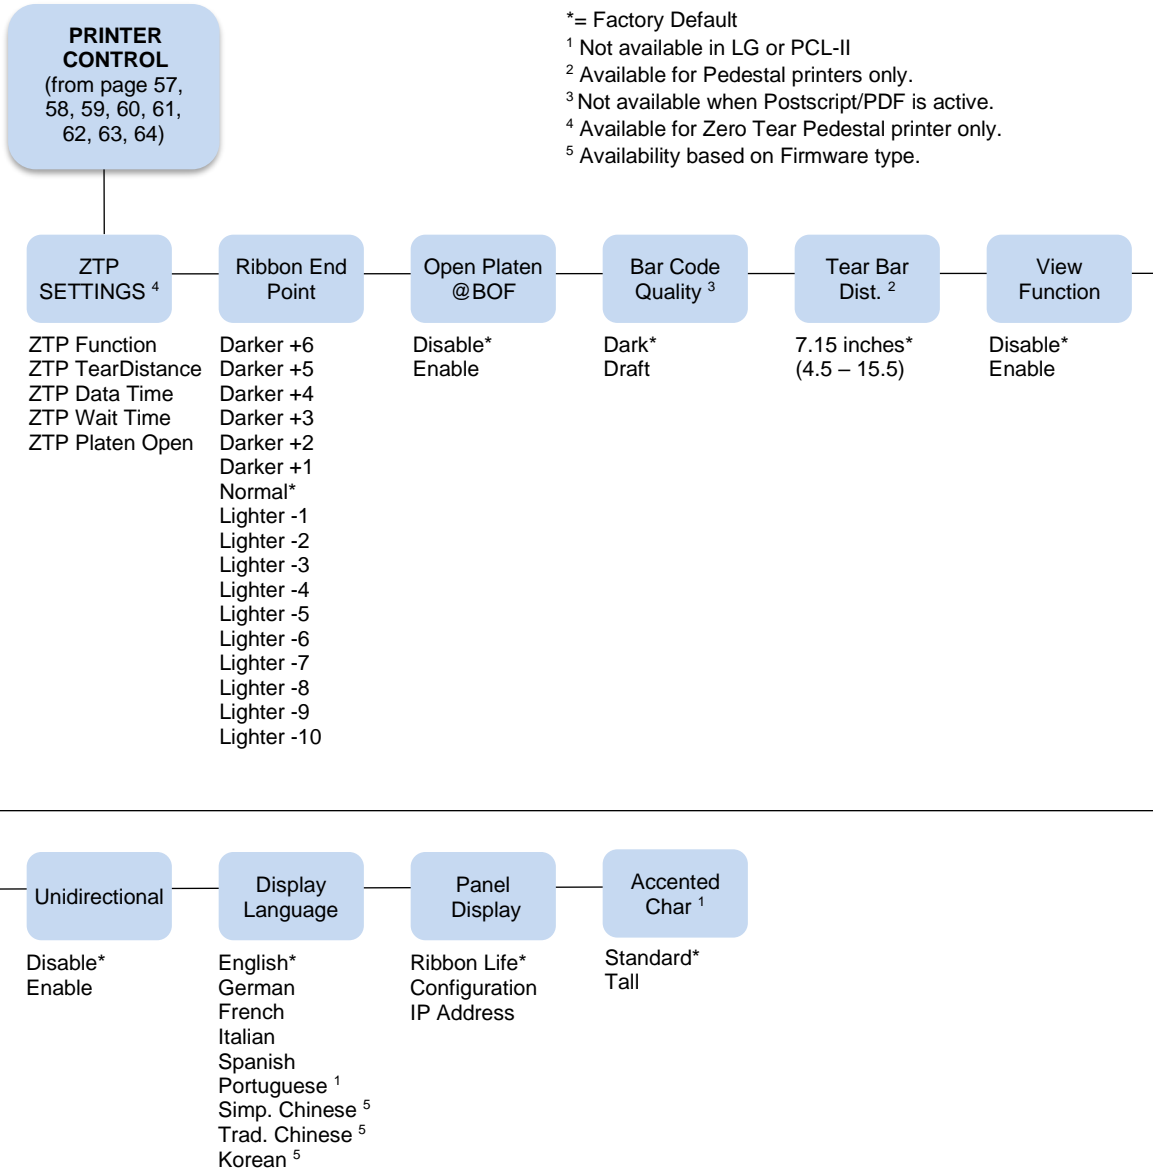 PRINTER
CONTROL
(from page 57,
58, 59, 60, 61,
62, 63, 64)
*= Factory Default
¹ Not available in LG or PCL-II
² Available for Pedestal printers only.
³ Not available when Postscript/PDF is active.
⁴ Available for Zero Tear Pedestal printer only.
⁵ Availability based on Firmware type.
ZTP
SETTINGS ⁴
ZTP Function
ZTP TearDistance
ZTP Data Time
ZTP Wait Time
ZTP Platen Open
Ribbon End
Point
Darker +6
Darker +5
Darker +4
Darker +3
Darker +2
Darker +1
Normal*
Lighter -1
Lighter -2
Lighter -3
Lighter -4
Lighter -5
Lighter -6
Lighter -7
Lighter -8
Lighter -9
Lighter -10
Open Platen
@BOF
Disable*
Enable
Bar Code
Quality ³
Dark*
Draft
Tear Bar
Dist. ²
7.15 inches*
(4.5 – 15.5)
View
Function
Disable*
Enable
Unidirectional
Disable*
Enable
Display
Language
English*
German
French
Italian
Spanish
Portuguese ¹
Simp. Chinese ⁵
Trad. Chinese ⁵
Korean ⁵
Panel
Display
Ribbon Life*
Configuration
IP Address
Accented
Char ¹
Standard*
Tall